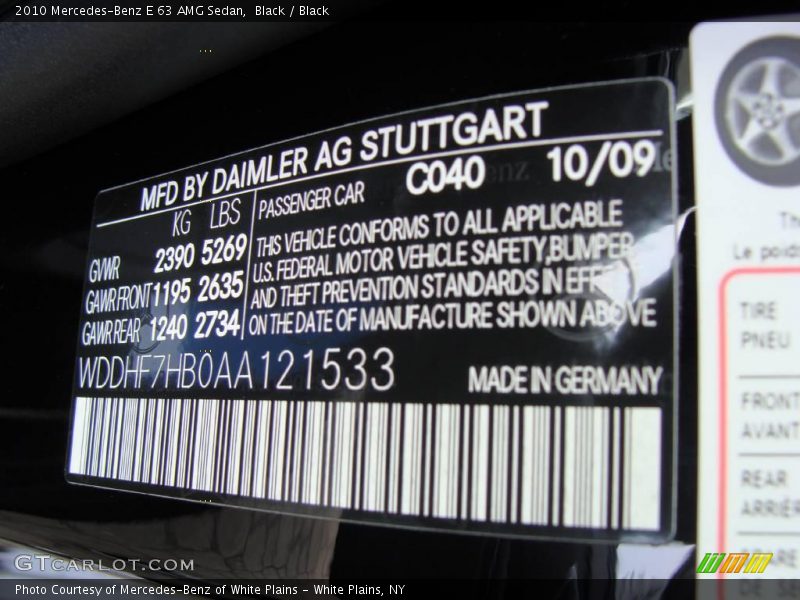 2010 Mercedes-Benz E 63 AMG Sedan,  Black / Black
MFD BY DAIMLER AG STUTTGART
KG LBS PASSENGER CAR C040 10/09
GVWR 2390 5269
GAWR FRONT 1195 2635
GAWR REAR 1240 2734
THIS VEHICLE CONFORMS TO ALL APPLICABLE
U.S. FEDERAL MOTOR VEHICLE SAFETY, BUMPER
AND THEFT PREVENTION STANDARDS IN EFFECT
ON THE DATE OF MANUFACTURE SHOWN ABOVE
WDDHF7HB0AA121533
MADE IN GERMANY
Th
Le poids
TIRE
PNEU
FRONT
AVANT
REAR
ARRIÈR
GTCARLOT.COM
Photo Courtesy of Mercedes-Benz of White Plains - White Plains, NY